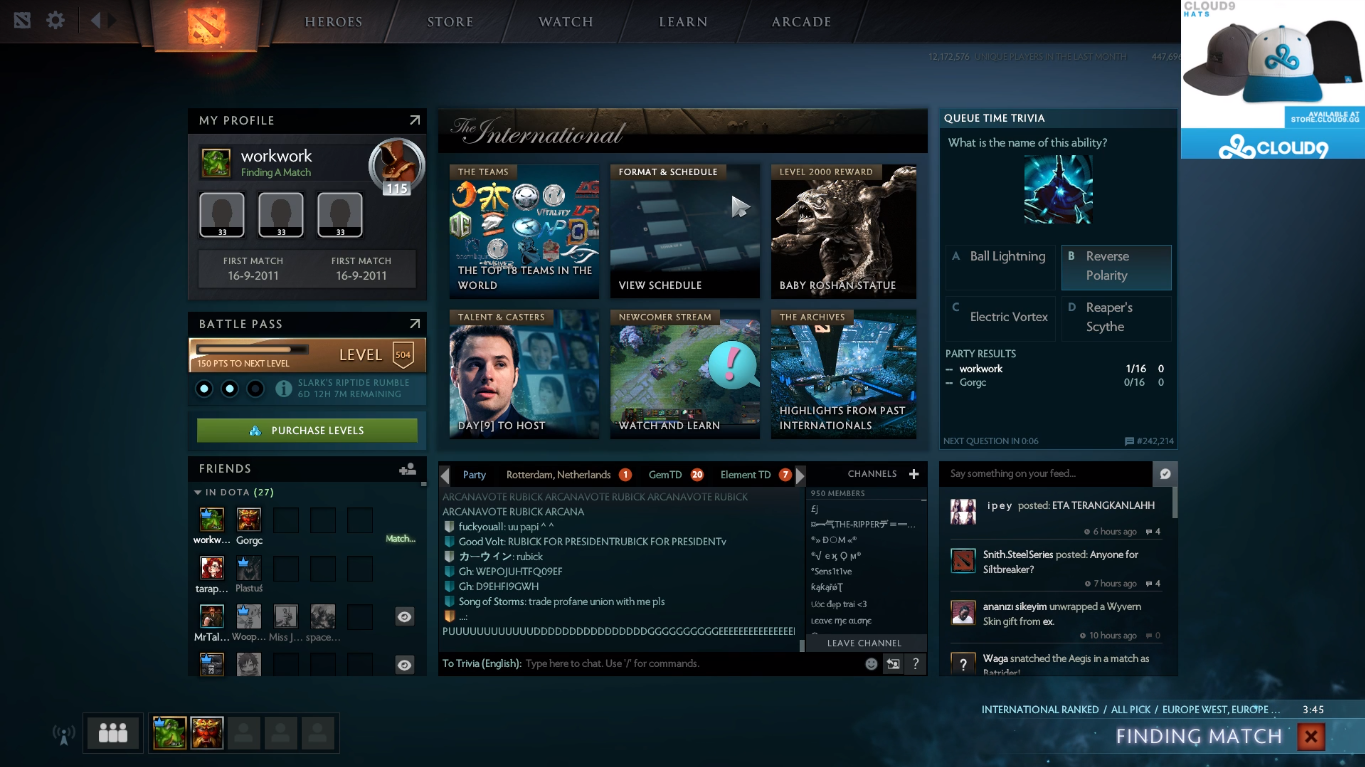 HEROES
STORE
WATCH
LEARN
ARCADE
CLOUD9
HATS
AVAILABLE AT
STORE.CLOUD9.GG
CLOUD9
12,172,576 UNIQUE PLAYERS IN THE LAST MONTH
MY PROFILE
workwork
Finding A Match
115
33
33
33
FIRST MATCH
16-9-2011
FIRST MATCH
16-9-2011
BATTLE PASS
150 PTS TO NEXT LEVEL
LEVEL 504
SLARK'S RIPTIDE RUMBLE
6D 12H 7M REMAINING
PURCHASE LEVELS
FRIENDS
IN DOTA (27)
workw...
Gorgc
Match...
tarap...
Plastuś
MrTal...
Woop...
Miss J...
space...
The International
THE TEAMS
THE TOP 18 TEAMS IN THE
WORLD
FORMAT & SCHEDULE
VIEW SCHEDULE
LEVEL 2000 REWARD
BABY ROSHAN STATUE
TALENT & CASTERS
DAY[9] TO HOST
NEWCOMER STREAM
WATCH AND LEARN
THE ARCHIVES
HIGHLIGHTS FROM PAST
INTERNATIONALS
Party
Rotterdam, Netherlands 1
GemTD 20
Element TD 7
CHANNELS +
ARCANAVOTE RUBICK ARCANAVOTE RUBICK ARCANAVOTE RUBICK
ARCANAVOTE RUBICK ARCANA
fuckyouall: uu papi ^ ^
Good Volt: RUBICK FOR PRESIDENTRUBICK FOR PRESIDENTv
カーウイン: rubick
Gh: WEPOJUHTFQ09EF
Gh: D9EHFI9GWH
Song of Storms: trade profane union with me pls
...:
950 MEMBERS
°Sens1t1ve
Uoc đẹp trai <3
LEAVE CHANNEL
To Trivia (English): Type here to chat. Use '/' for commands.
?
QUEUE TIME TRIVIA
What is the name of this ability?
A Ball Lightning
B Reverse
Polarity
C Electric Vortex
D Reaper's
Scythe
PARTY RESULTS
workwork 1/16 0
Gorgc 0/16 0
NEXT QUESTION IN 0:06
#242,214
Say something on your feed...
i p e y posted: ETA TERANGKANLAHH
6 hours ago 4
Snith.SteelSeries posted: Anyone for
Siltbreaker?
7 hours ago 4
ananızı sikeyim unwrapped a Wyvern
Skin gift from ex.
10 hours ago 0
Waga snatched the Aegis in a match as
Batrider!
INTERNATIONAL RANKED / ALL PICK / EUROPE WEST, EUROPE ...
3:45
FINDING MATCH